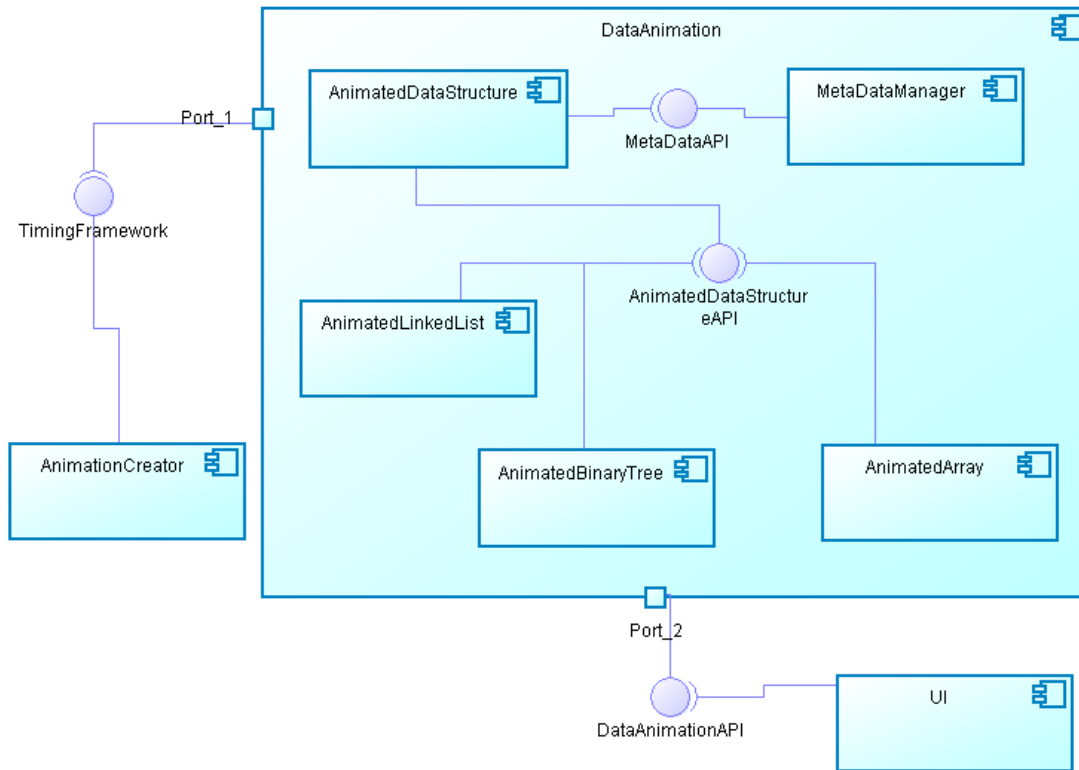 DataAnimation
AnimatedDataStructure
MetaDataManager
Port_1
MetaDataAPI
TimingFramework
AnimatedDataStructur
eAPI
AnimatedLinkedList
AnimationCreator
AnimatedBinaryTree
AnimatedArray
Port_2
UI
DataAnimationAPI